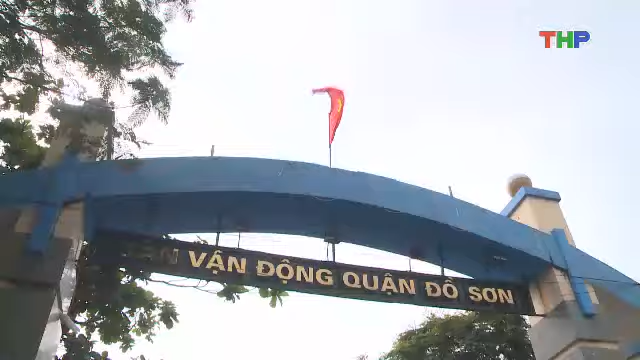 THP
VẬN ĐỘNG QUẬN ĐỒ SƠN